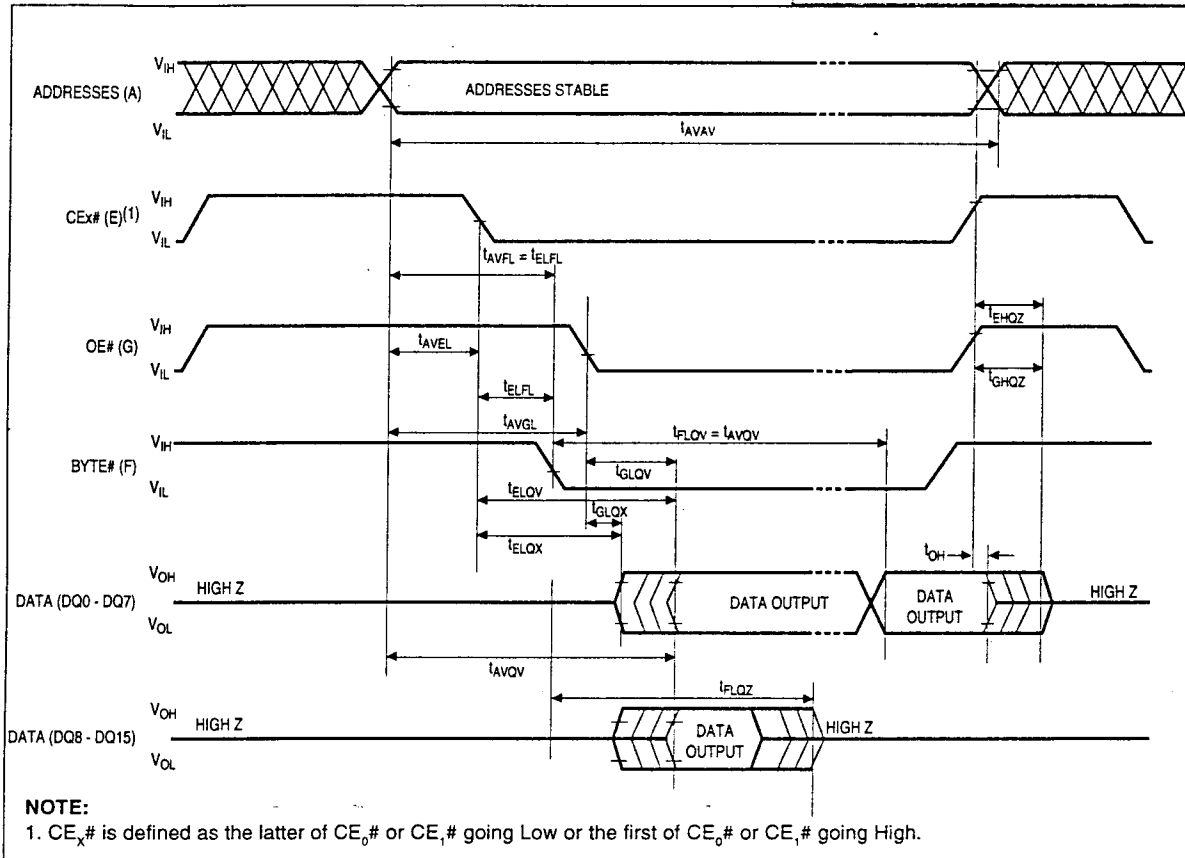 V_IH
ADDRESSES (A)
ADDRESSES STABLE
V_IL
t_AVAV
V_IH
CEx# (E)^(1)
V_IL
t_AVFL = t_ELFL
V_IH
t_EHQZ
OE# (G)
t_AVEL
V_IL
t_GHQZ
t_ELFL
t_AVGL
t_FLQV = t_AVQV
V_IH
BYTE# (F)
t_GLQV
V_IL
t_ELQV
t_GLQX
t_ELQX
t_OH
V_OH
HIGH Z
DATA (DQ0 - DQ7)
DATA OUTPUT
DATA OUTPUT
HIGH Z
V_OL
t_AVQV
t_FLQZ
V_OH
HIGH Z
DATA (DQ8 - DQ15)
DATA OUTPUT
HIGH Z
V_OL
NOTE:
1. CE_X# is defined as the latter of CE_0# or CE_1# going Low or the first of CE_0# or CE_1# going High.